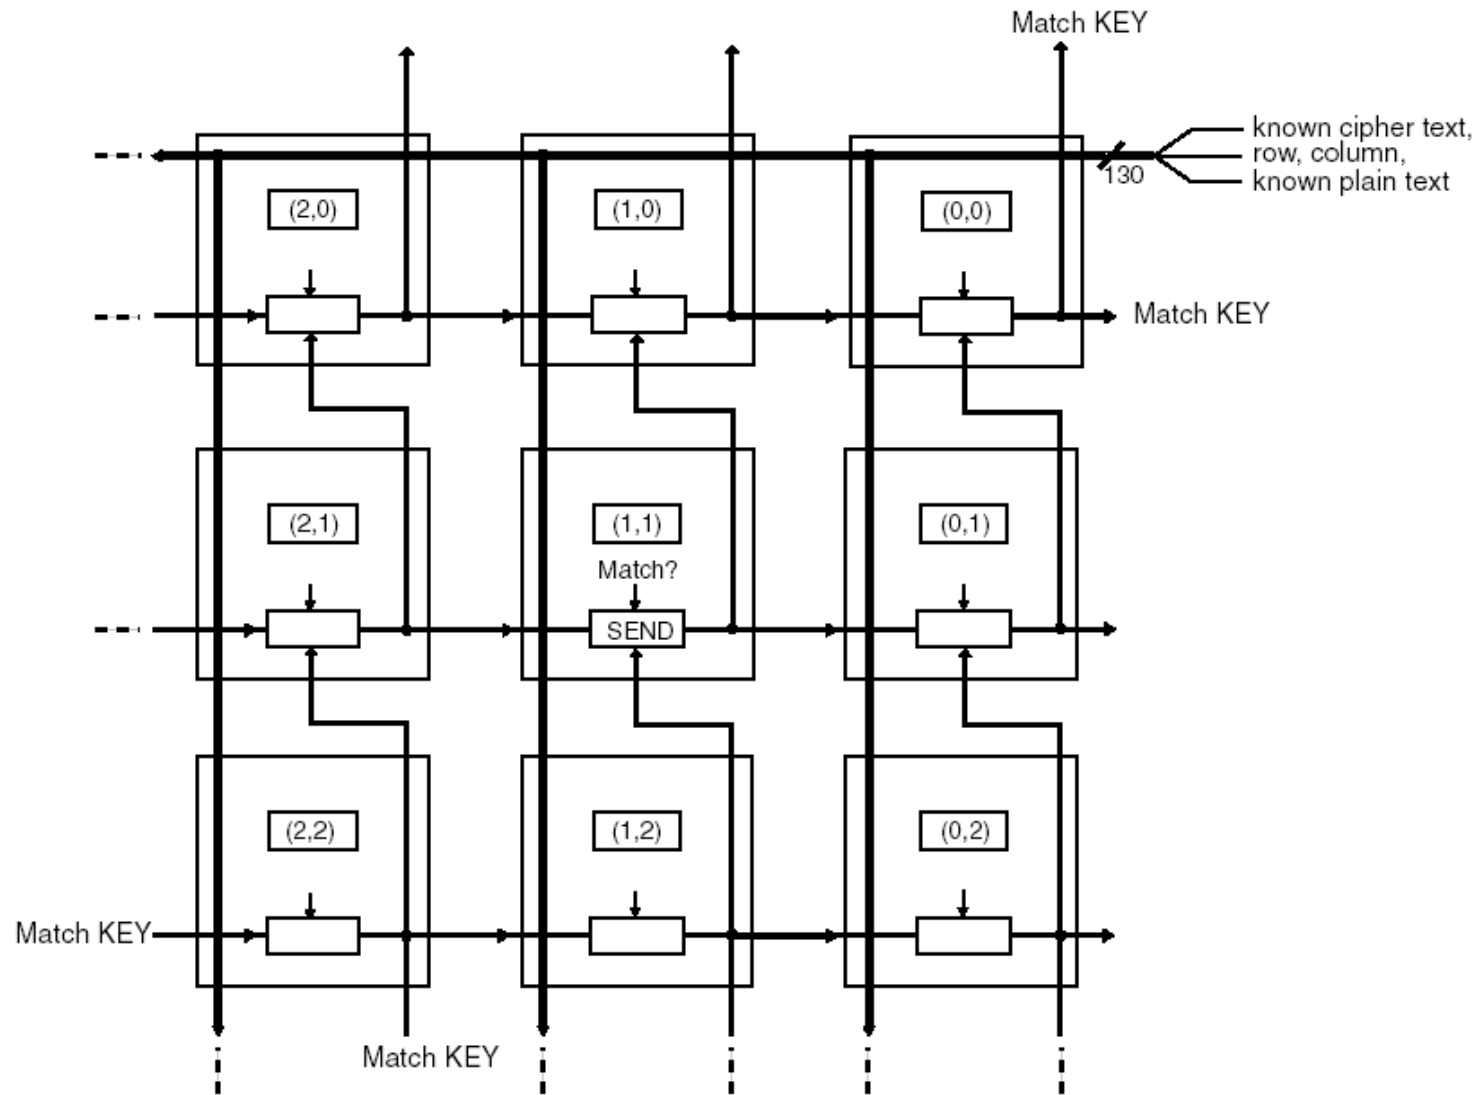 Match KEY
known cipher text,
row, column,
130
known plain text
(2,0)
(1,0)
(0,0)
Match KEY
(2,1)
(1,1)
(0,1)
Match?
SEND
(2,2)
(1,2)
(0,2)
Match KEY
Match KEY